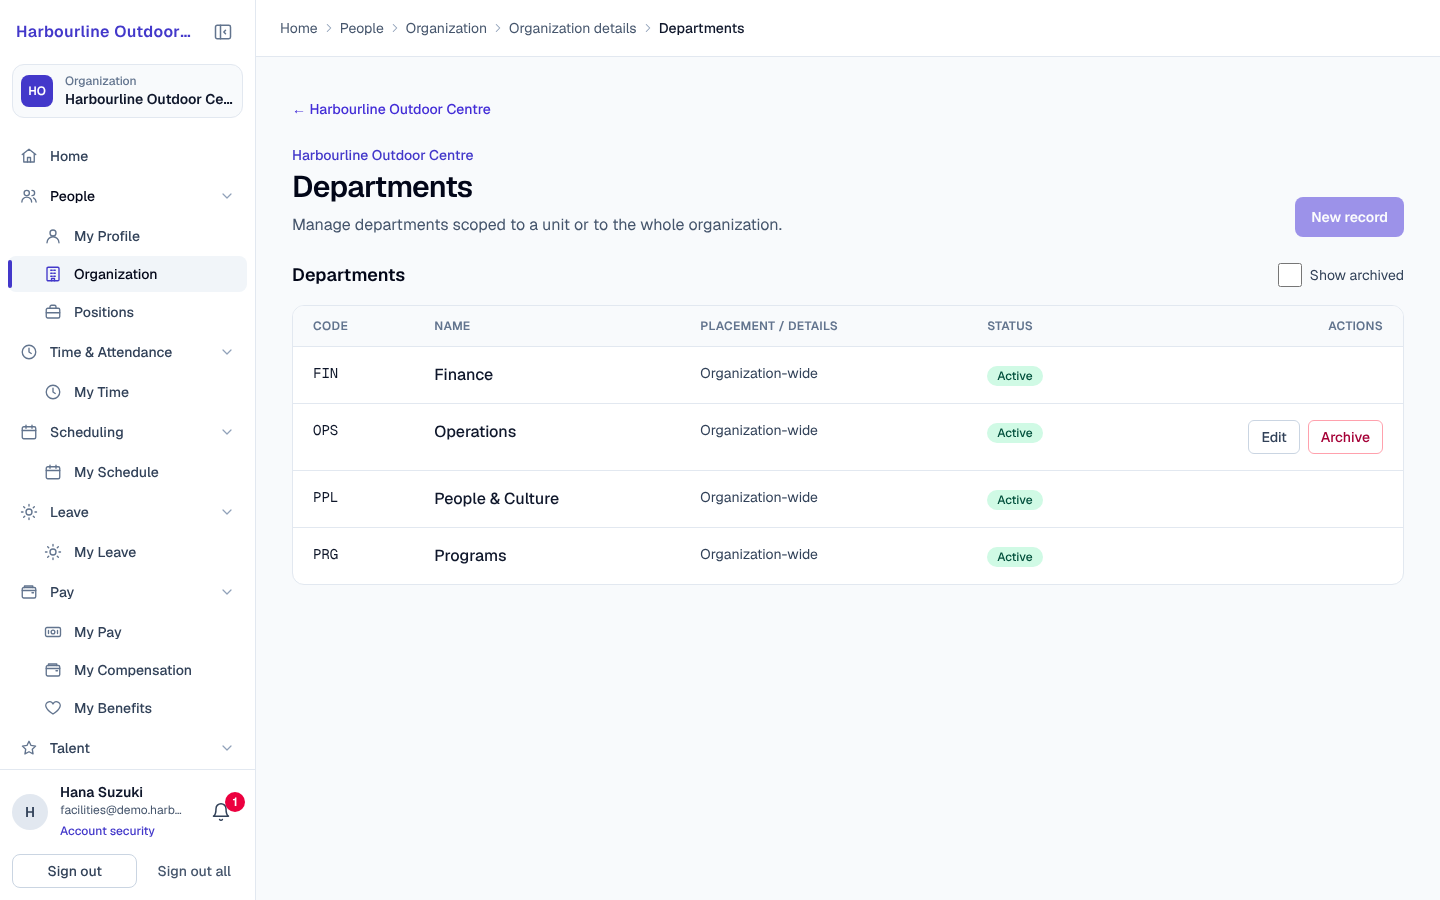 Harbourline Outdoor…
HO
Organization
Harbourline Outdoor Ce…
Home
People
My Profile
Organization
Positions
Time & Attendance
My Time
Scheduling
My Schedule
Leave
My Leave
Pay
My Pay
My Compensation
My Benefits
Talent
H
Hana Suzuki
facilities@demo.harb…
Account security
1
Sign out
Sign out all
Home > People > Organization > Organization details > Departments
← Harbourline Outdoor Centre
Harbourline Outdoor Centre
Departments
Manage departments scoped to a unit or to the whole organization.
New record
Departments
Show archived
CODE NAME PLACEMENT / DETAILS STATUS ACTIONS
FIN Finance Organization-wide Active
OPS Operations Organization-wide Active Edit Archive
PPL People & Culture Organization-wide Active
PRG Programs Organization-wide Active